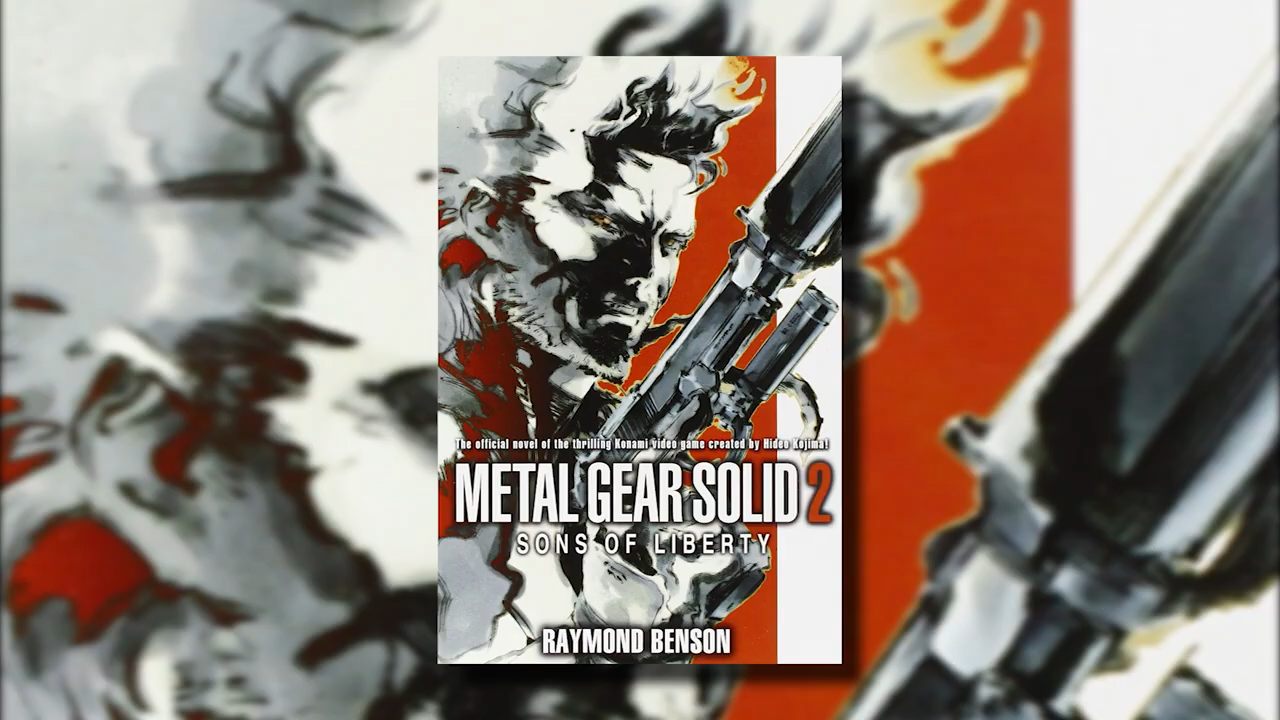 The official novel of the thrilling Konami video game created by Hideo Kojima!
METAL GEAR SOLID 2
SONS OF LIBERTY
RAYMOND BENSON